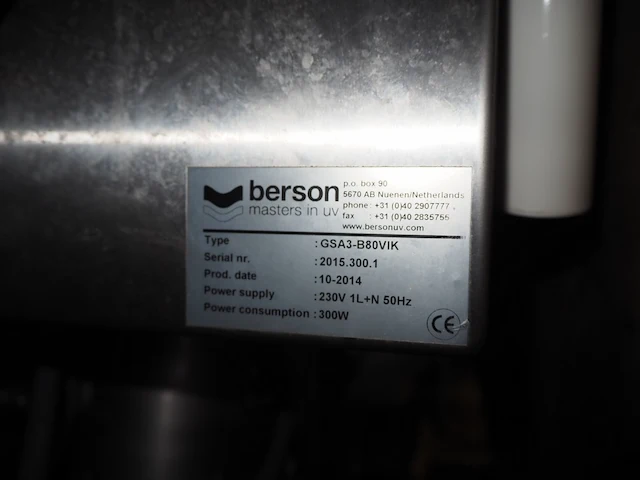 berson
masters in uv
p.o. box 90
5670 AB Nuenen/Netherlands
phone : +31 (0)40 2907777
fax : +31 (0)40 2835755
www.bersonuv.com
Type : GSA3-B80VIK
Serial nr. : 2015.300.1
Prod. date : 10-2014
Power supply : 230V 1L+N 50Hz
Power consumption : 300W
CE